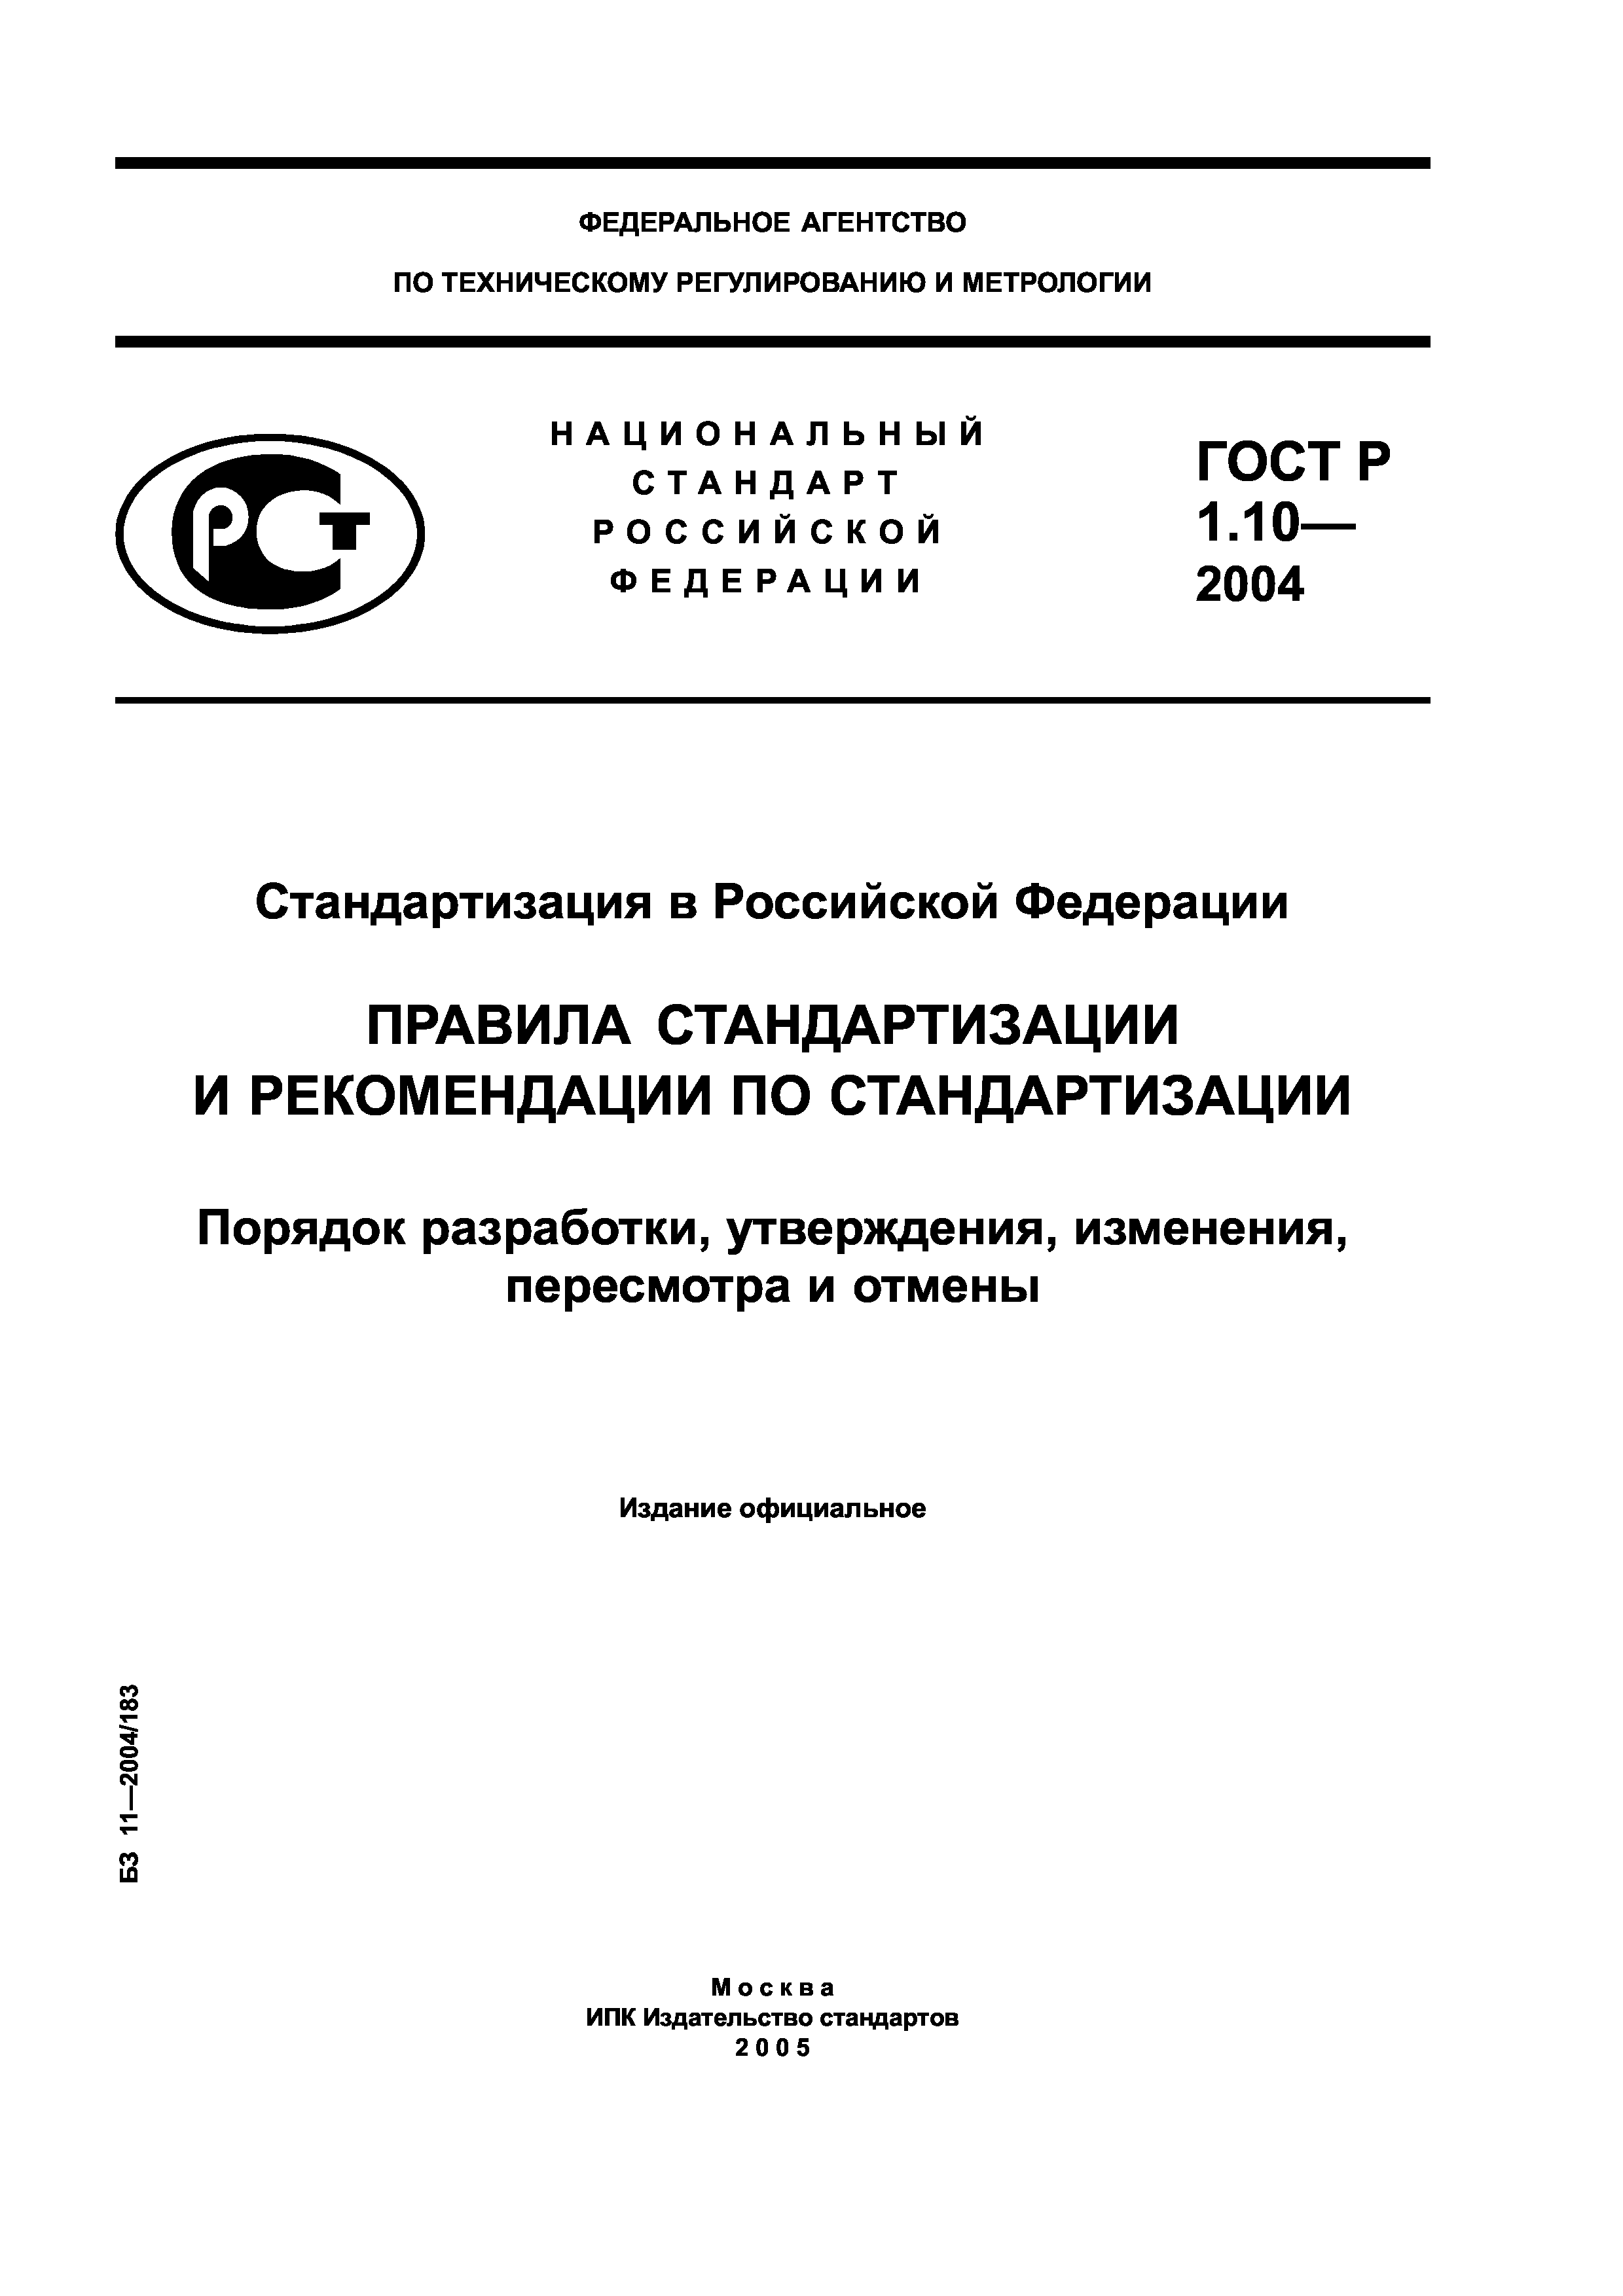 ФЕДЕРАЛЬНОЕ АГЕНТСТВО
ПО ТЕХНИЧЕСКОМУ РЕГУЛИРОВАНИЮ И МЕТРОЛОГИИ
РСТ
НАЦИОНАЛЬНЫЙ
СТАНДАРТ
РОССИЙСКОЙ
ФЕДЕРАЦИИ
ГОСТ Р
1.10—
2004
Стандартизация в Российской Федерации
ПРАВИЛА СТАНДАРТИЗАЦИИ
И РЕКОМЕНДАЦИИ ПО СТАНДАРТИЗАЦИИ
Порядок разработки, утверждения, изменения,
пересмотра и отмены
Издание официальное
БЗ 11—2004/183
Москва
ИПК Издательство стандартов
2005